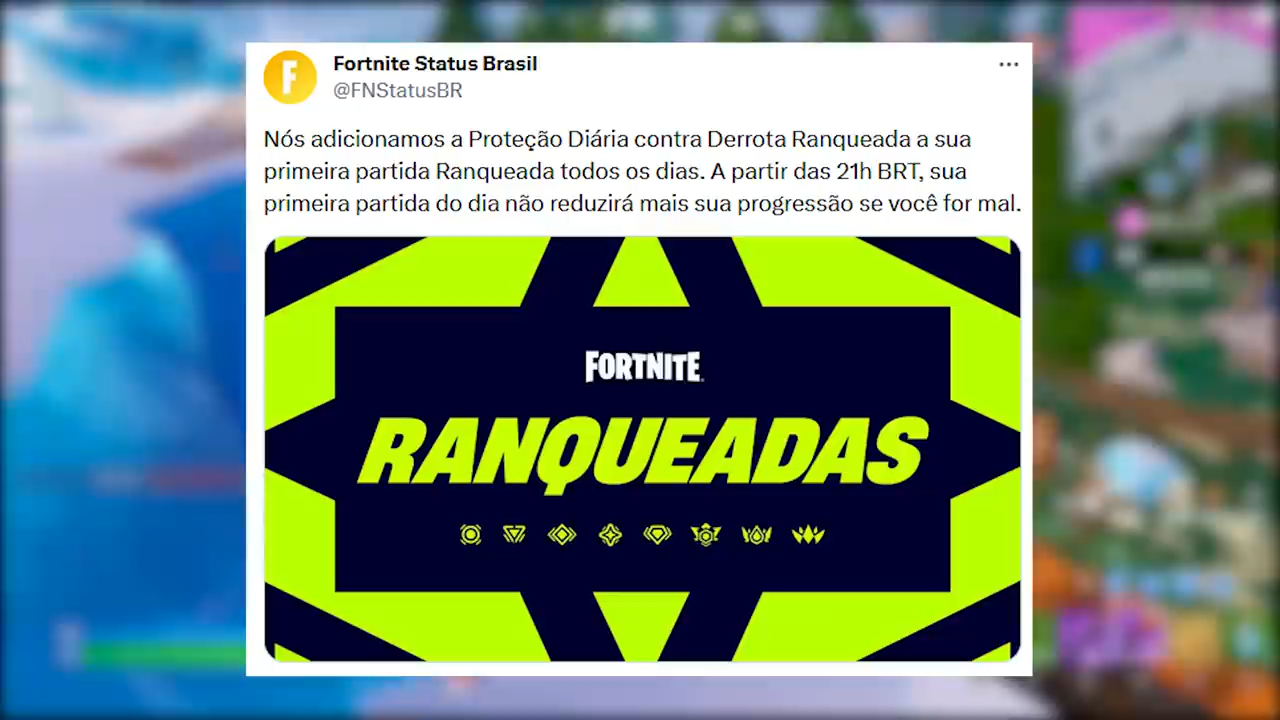 Fortnite Status Brasil
@FNStatusBR
Nós adicionamos a Proteção Diária contra Derrota Ranqueada a sua
primeira partida Ranqueada todos os dias. A partir das 21h BRT, sua
primeira partida do dia não reduzirá mais sua progressão se você for mal.
FORTNITE
RANQUEADAS